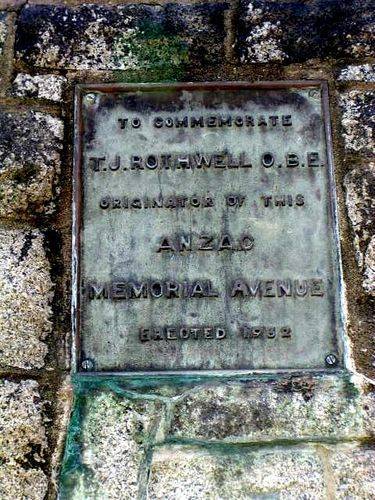 TO COMMEMORATE
T.J. ROTHWELL O.B.E.
ORIGINATOR OF THIS
ANZAC
MEMORIAL AVENUE
ERECTED 1932